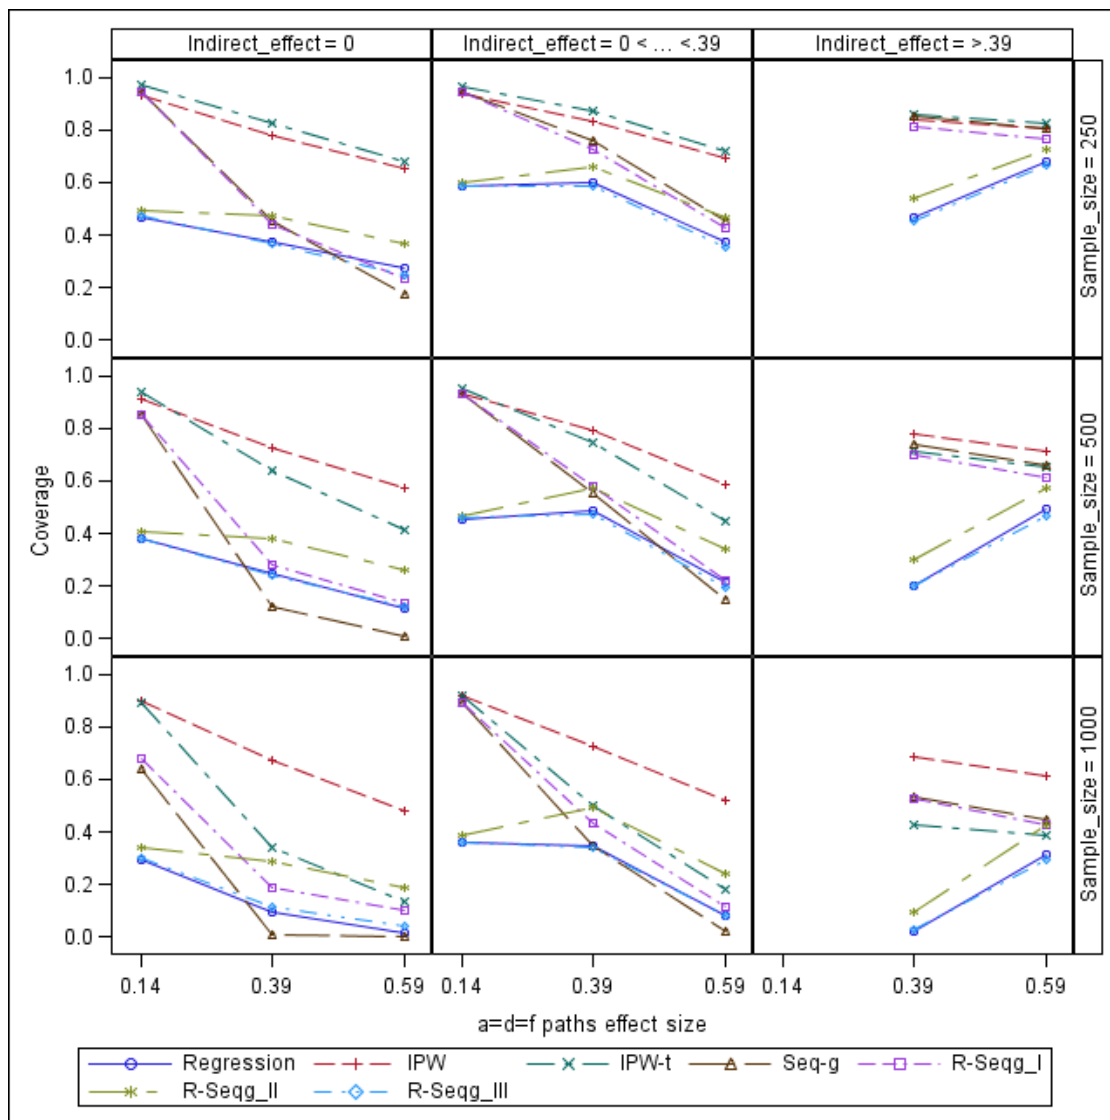 Indirect_effect = 0
Indirect_effect = 0 < ... <.39
Indirect_effect = >.39
1.0
0.8
0.6
0.4
0.2
0.0
Sample_size = 250
1.0
0.8
0.6
0.4
0.2
0.0
Sample_size = 500
Coverage
1.0
0.8
0.6
0.4
0.2
0.0
Sample_size = 1000
0.14 0.39 0.59 0.14 0.39 0.59 0.14 0.39 0.59
a=d=f paths effect size
Regression IPW IPW-t Seq-g R-Seqg_I
R-Seqg_II R-Seqg_III